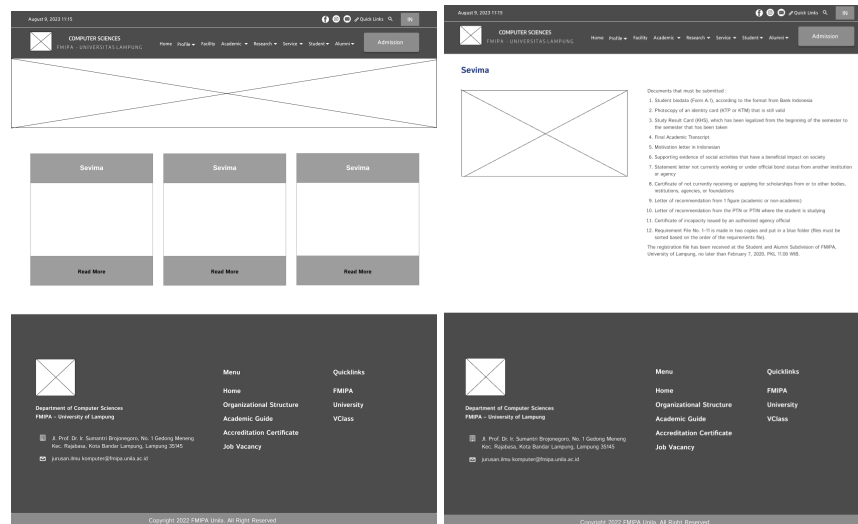 August 9, 2023 11:15
Quick Links
IN
COMPUTER SCIENCES
FMIPA - UNIVERSITAS LAMPUNG
Home Profile Facility Academic Research Service Student Alumni
Admission
Sevima
Sevima
Sevima
Read More
Read More
Read More
Department of Computer Sciences
FMIPA – University of Lampung
Jl. Prof. Dr. Ir. Sumantri Brojonegoro, No. 1 Gedong Meneng
Kec. Rajabasa, Kota Bandar Lampung, Lampung 35145
jurusan.ilmu komputer@fmipa.unila.ac.id
Menu
Home
Organizational Structure
Academic Guide
Accreditation Certificate
Job Vacancy
Quicklinks
FMIPA
University
VClass
Copyright 2022 FMIPA Unila. All Right Reserved
August 9, 2023 11:15
Quick Links
IN
COMPUTER SCIENCES
FMIPA - UNIVERSITAS LAMPUNG
Home Profile Facility Academic Research Service Student Alumni
Admission
Sevima
Documents that must be submitted :
1. Student biodata (Form A.1), according to the format from Bank Indonesia
2. Photocopy of an identity card (KTP or KTM) that is still valid
3. Study Result Card (KHS), which has been legalized from the beginning of the semester to
the semester that has been taken
4. Final Academic Transcript
5. Motivation letter in Indonesian
6. Supporting evidence of social activities that have a beneficial impact on society
7. Statement letter not currently working or under official bond status from another institution
or agency
8. Certificate of not currently receiving or applying for scholarships from or to other bodies,
institutions, agencies, or foundations
9. Letter of recommendation from 1 figure (academic or non-academic)
10. Letter of recommendation from the PTN or PTIN where the student is studying
11. Certificate of incapacity issued by an authorized agency official
12. Requirement File No. 1-11 is made in two copies and put in a blue folder (files must be
sorted based on the order of the requirements file).
The registration file has been received at the Student and Alumni Subdivision of FMIPA,
University of Lampung, no later than February 7, 2020, PKL 11.00 WIB.
Department of Computer Sciences
FMIPA – University of Lampung
Jl. Prof. Dr. Ir. Sumantri Brojonegoro, No. 1 Gedong Meneng
Kec. Rajabasa, Kota Bandar Lampung, Lampung 35145
jurusan.ilmu komputer@fmipa.unila.ac.id
Menu
Home
Organizational Structure
Academic Guide
Accreditation Certificate
Job Vacancy
Quicklinks
FMIPA
University
VClass
Copyright 2022 FMIPA Unila. All Right Reserved